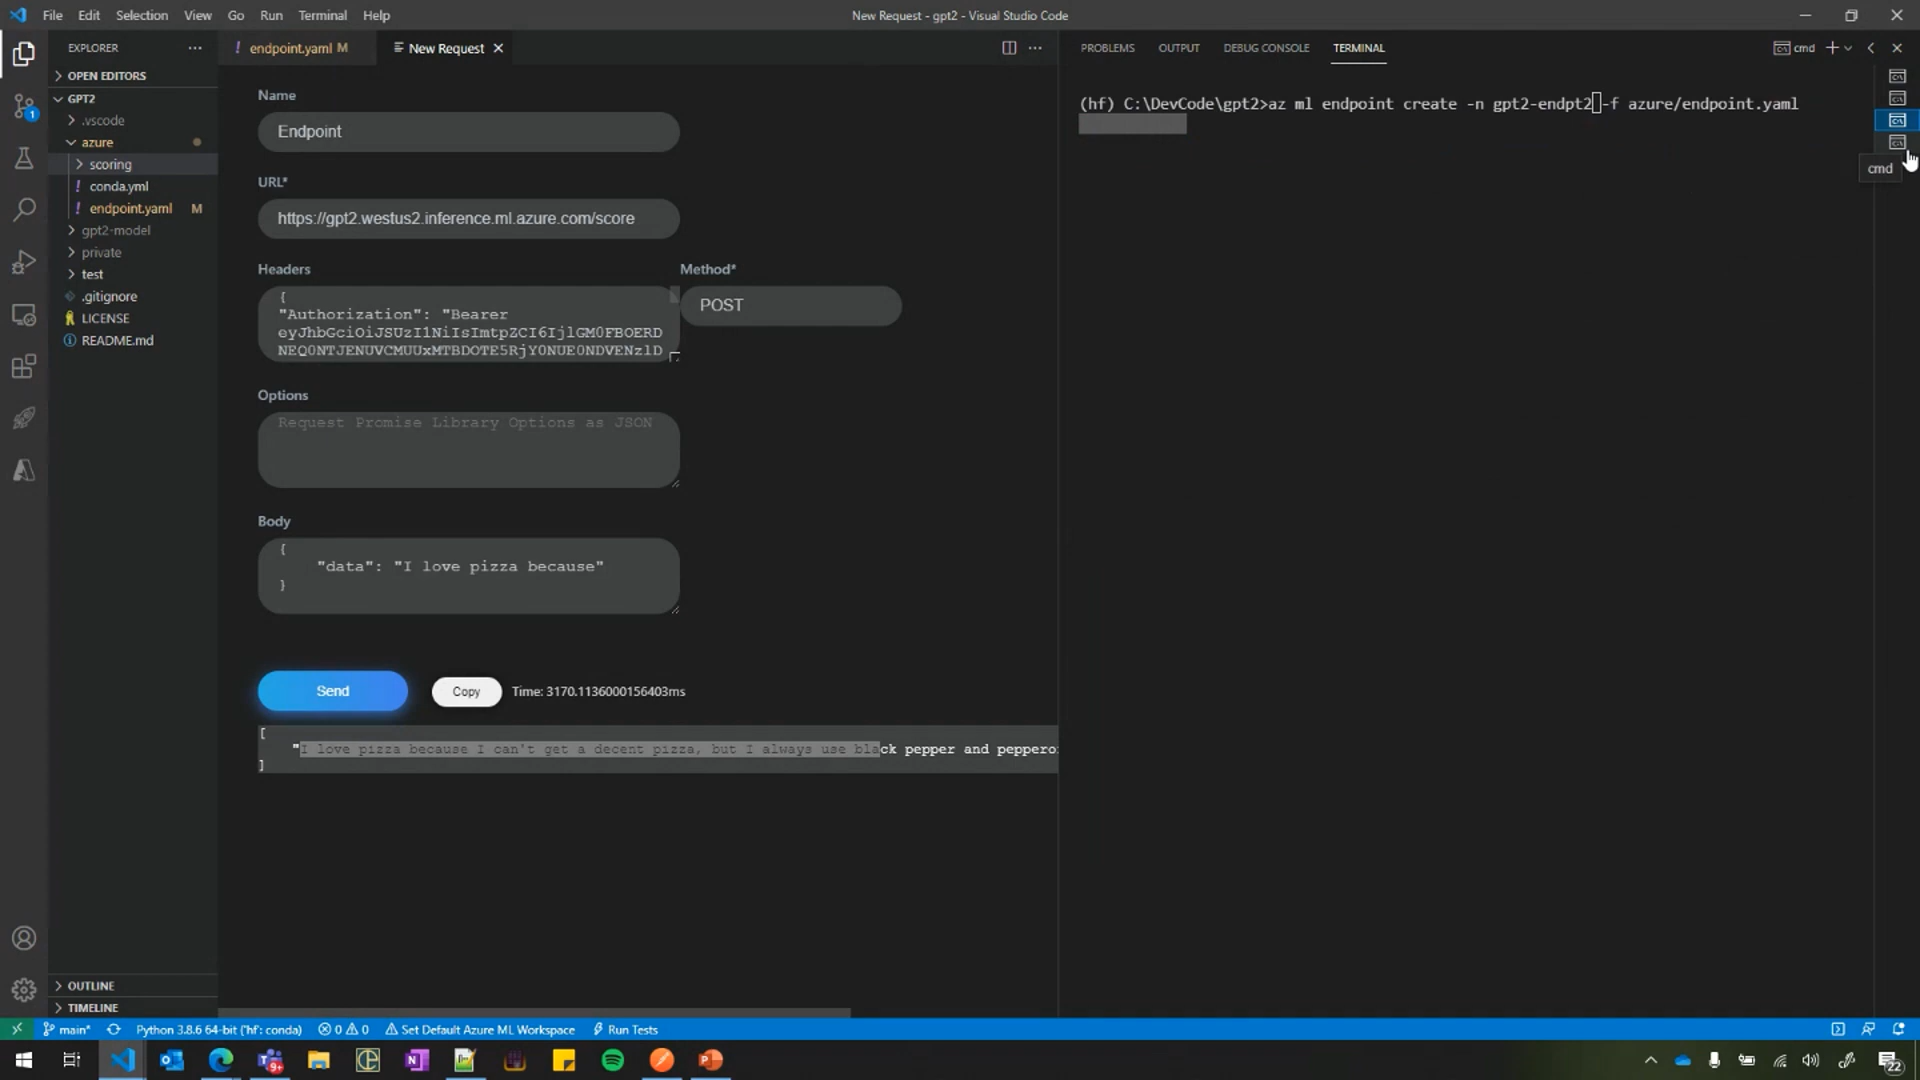 File Edit Selection View Go Run Terminal Help
New Request - gpt2 - Visual Studio Code
EXPLORER
OPEN EDITORS
GPT2
.vscode
azure
scoring
! conda.yml
! endpoint.yaml M
gpt2-model
private
test
.gitignore
LICENSE
README.md
OUTLINE
TIMELINE
! endpoint.yaml M
New Request
Name
Endpoint
URL*
https://gpt2.westus2.inference.ml.azure.com/score
Headers
Method*
{
"Authorization": "Bearer
eyJhbGciOiJSUzI1NiIsImtpZCI6IjlGM0FBOERD
NEQ0NTJENUVCMUUxMTBDOTE5RjY0NUE0NDVENzlD
POST
Options
Request Promise Library Options as JSON
Body
{
"data": "I love pizza because"
}
Send
Copy
Time: 3170.1136000156403ms
[
"I love pizza because I can't get a decent pizza, but I always use black pepper and peppero
]
PROBLEMS OUTPUT DEBUG CONSOLE TERMINAL
cmd
(hf) C:\DevCode\gpt2>az ml endpoint create -n gpt2-endpt2 -f azure/endpoint.yaml
cmd
1
main*
Python 3.8.6 64-bit ('hf': conda)
0 0
Set Default Azure ML Workspace
Run Tests
9+
22